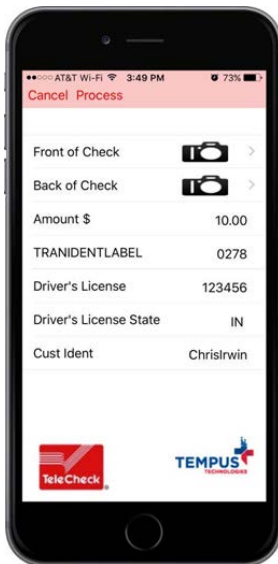 AT&T Wi-Fi 3:49 PM 73%
Cancel Process
Front of Check
Back of Check
Amount $ 10.00
TRANIDENTLABEL 0278
Driver's License 123456
Driver's License State IN
Cust Ident ChrisIrwin
TeleCheck
TEMPUS
TECHNOLOGIES